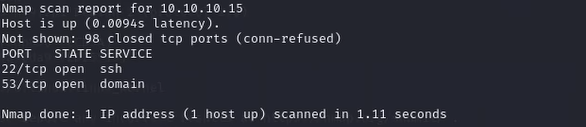 Nmap scan report for 10.10.10.15
Host is up (0.0094s latency).
Not shown: 98 closed tcp ports (conn-refused)
PORT   STATE SERVICE
22/tcp open  ssh
53/tcp open  domain
Nmap done: 1 IP address (1 host up) scanned in 1.11 seconds